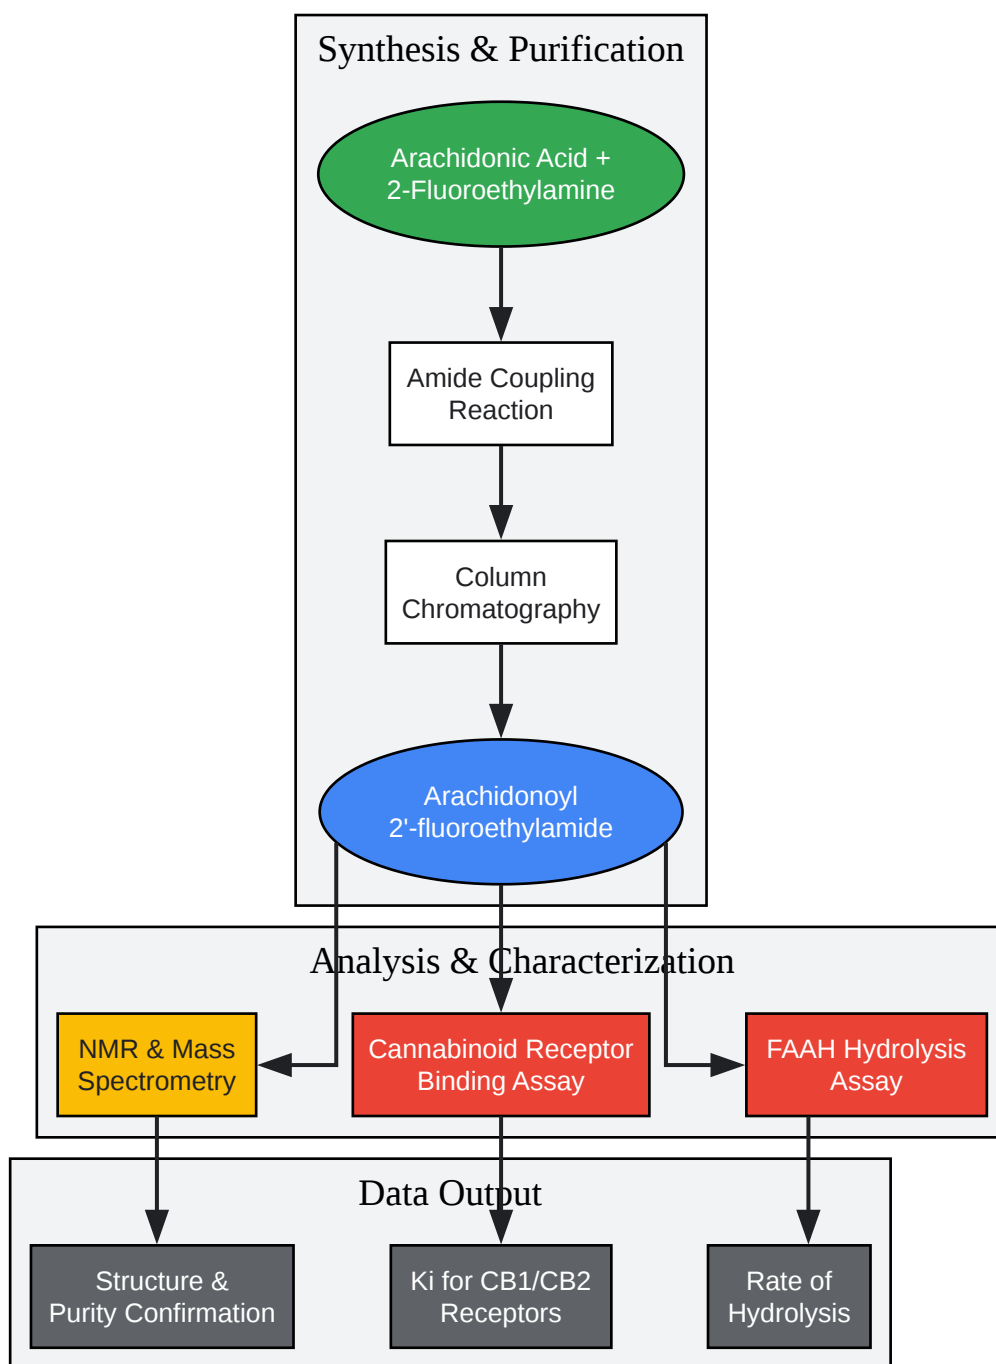 Synthesis & Purification
Arachidonic Acid +
2-Fluoroethylamine
Amide Coupling
Reaction
Column
Chromatography
Arachidonoyl
2'-fluoroethylamide
Analysis & Characterization
NMR & Mass
Spectrometry
Cannabinoid Receptor
Binding Assay
FAAH Hydrolysis
Assay
Data Output
Structure &
Purity Confirmation
Ki for CB1/CB2
Receptors
Rate of
Hydrolysis